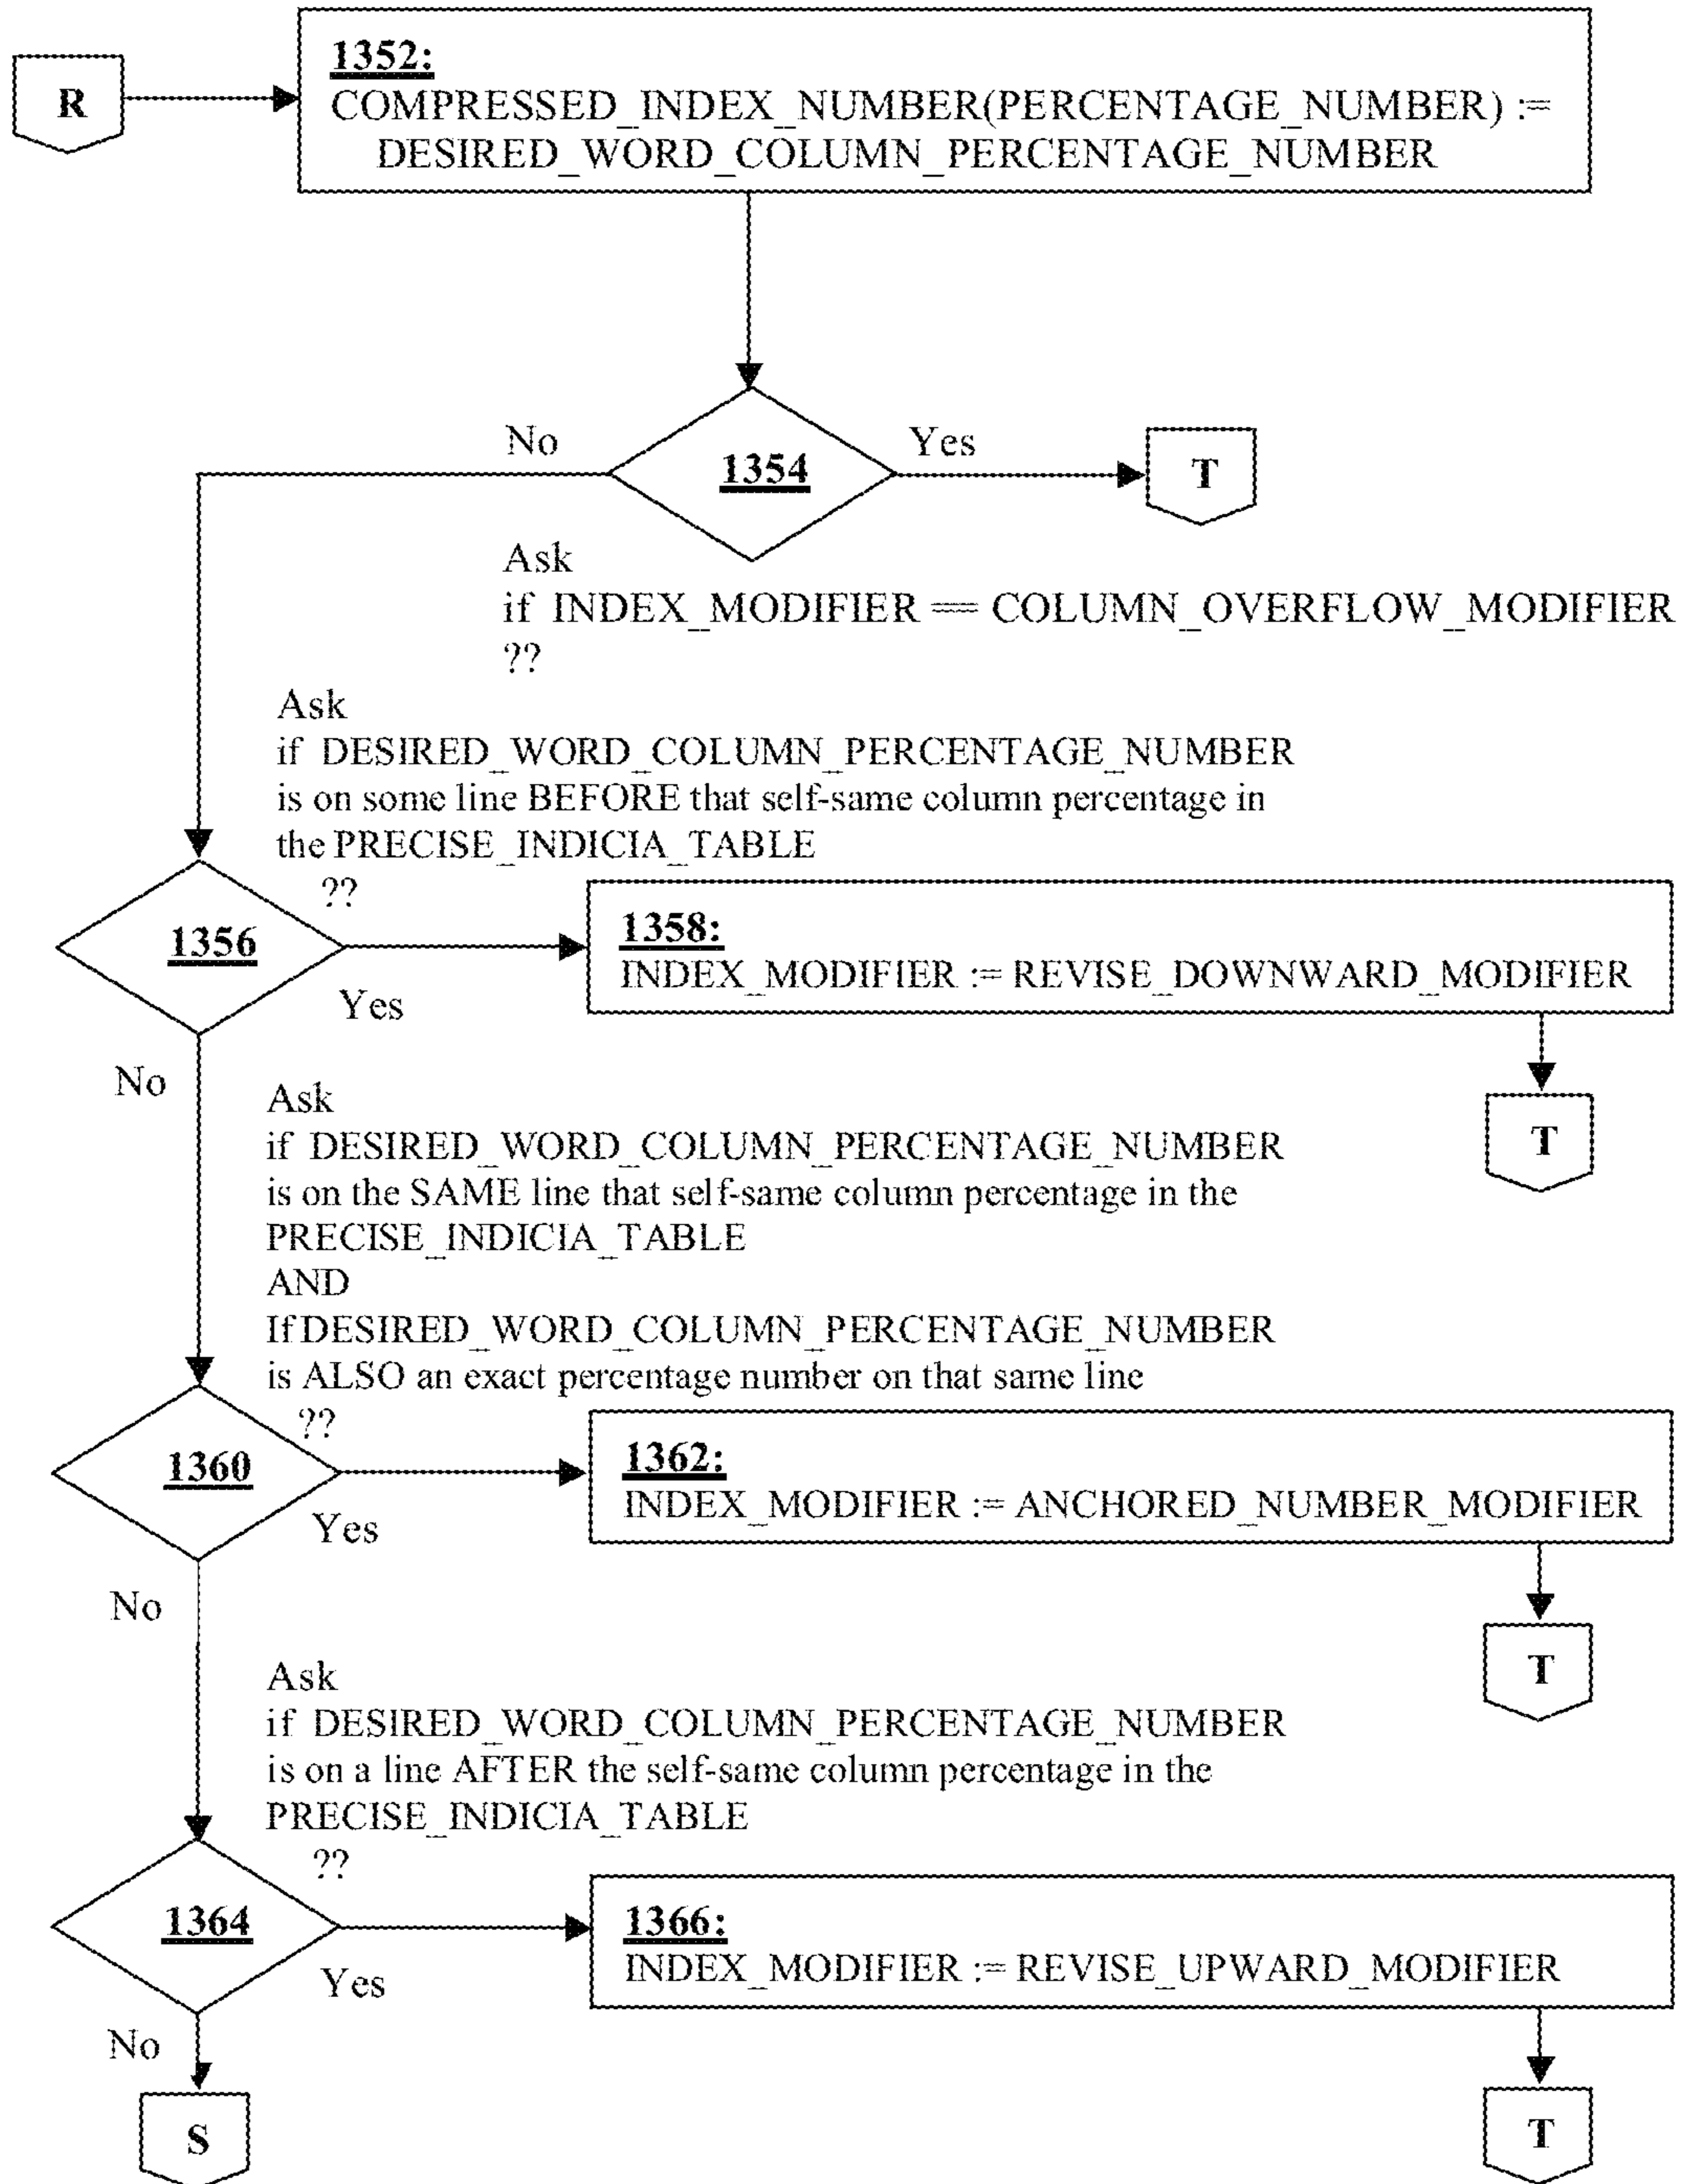 R
1352:
COMPRESSED_INDEX_NUMBER(PERCENTAGE_NUMBER) :=
DESIRED_WORD_COLUMN_PERCENTAGE_NUMBER
No
1354
Yes
T
Ask
if INDEX_MODIFIER == COLUMN_OVERFLOW_MODIFIER
??
Ask
if DESIRED_WORD_COLUMN_PERCENTAGE_NUMBER
is on some line BEFORE that self-same column percentage in
the PRECISE_INDICIA_TABLE
??
1356
Yes
No
1358:
INDEX_MODIFIER := REVISE_DOWNWARD_MODIFIER
T
Ask
if DESIRED_WORD_COLUMN_PERCENTAGE_NUMBER
is on the SAME line that self-same column percentage in the
PRECISE_INDICIA_TABLE
AND
If DESIRED_WORD_COLUMN_PERCENTAGE_NUMBER
is ALSO an exact percentage number on that same line
??
1360
Yes
No
1362:
INDEX_MODIFIER := ANCHORED_NUMBER_MODIFIER
T
Ask
if DESIRED_WORD_COLUMN_PERCENTAGE_NUMBER
is on a line AFTER the self-same column percentage in the
PRECISE_INDICIA_TABLE
??
1364
Yes
No
1366:
INDEX_MODIFIER := REVISE_UPWARD_MODIFIER
S
T